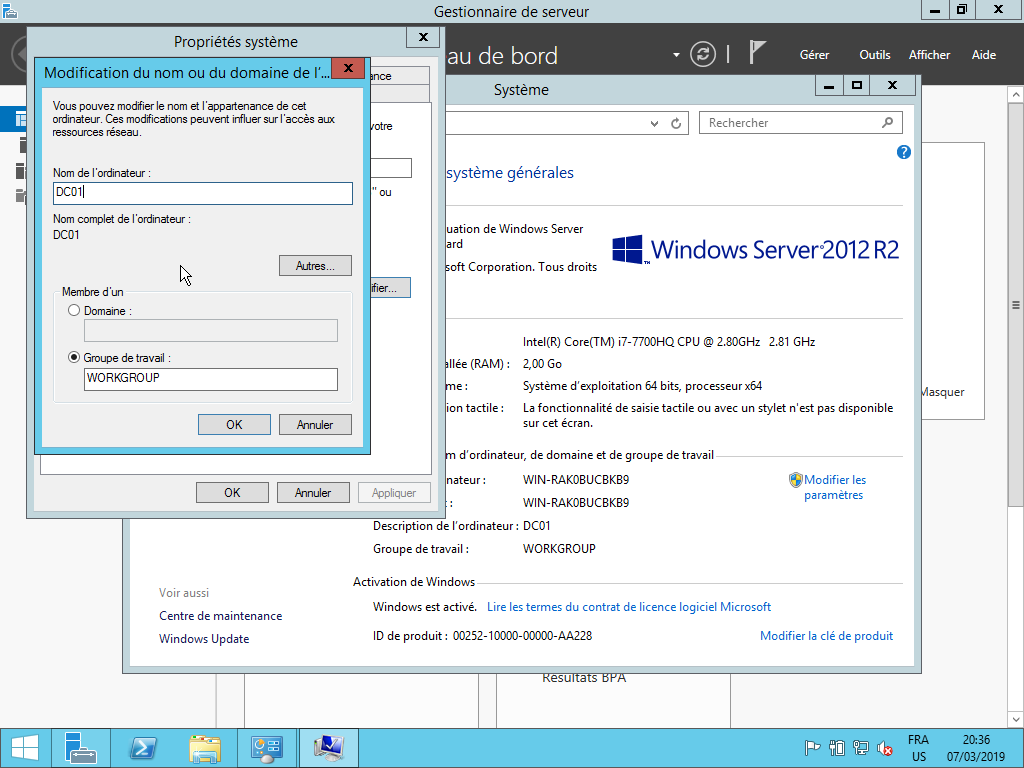 Gestionnaire de serveur
au de bord
Gérer
Outils
Afficher
Aide
Propriétés système
ance
votre
" ou
ifier...
OK
Annuler
Appliquer
Modification du nom ou du domaine de l'...
Vous pouvez modifier le nom et l'appartenance de cet
ordinateur. Ces modifications peuvent influer sur l'accès aux
ressources réseau.
Nom de l'ordinateur :
DC01
Nom complet de l'ordinateur :
DC01
Autres...
Membre d'un
Domaine :
Groupe de travail :
WORKGROUP
OK
Annuler
Système
Rechercher
système générales
uation de Windows Server
ard
soft Corporation. Tous droits
Windows Server 2012 R2
Intel(R) Core(TM) i7-7700HQ CPU @ 2.80GHz 2.81 GHz
allée (RAM) : 2,00 Go
me : Système d'exploitation 64 bits, processeur x64
ion tactile : La fonctionnalité de saisie tactile ou avec un stylet n'est pas disponible
sur cet écran.
m d'ordinateur, de domaine et de groupe de travail
nateur : WIN-RAK0BUCBKB9
Modifier les
paramètres
t : WIN-RAK0BUCBKB9
Description de l'ordinateur : DC01
Groupe de travail : WORKGROUP
Activation de Windows
Windows est activé. Lire les termes du contrat de licence logiciel Microsoft
ID de produit : 00252-10000-00000-AA228
Modifier la clé de produit
Voir aussi
Centre de maintenance
Windows Update
Masquer
Résultats BPA
FRA
US
20:36
07/03/2019